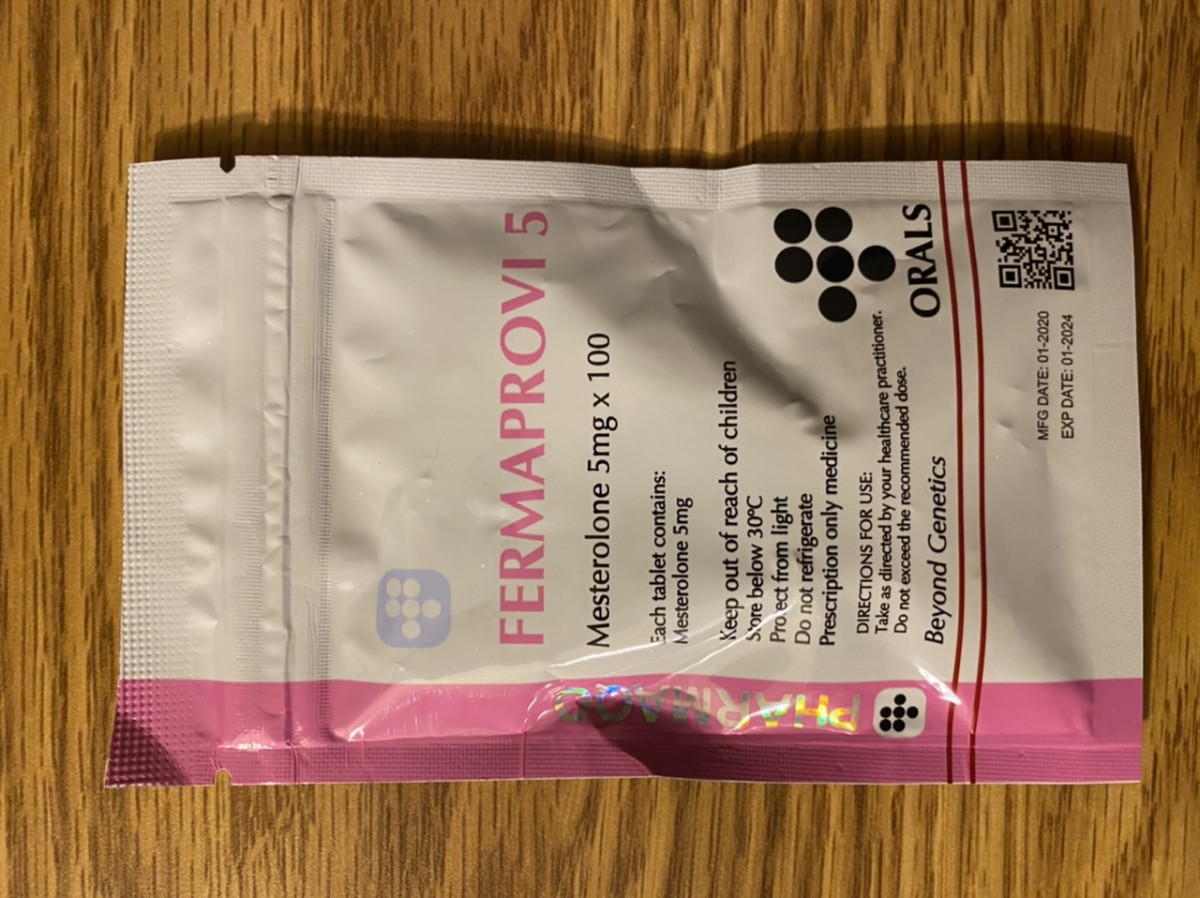 FERMAPROVI 5
Mesterolone 5mg x 100
Each tablet contains:
Mesterolone 5mg
Keep out of reach of children
Store below 30ºC
Protect from light
Do not refrigerate
Prescription only medicine
DIRECTIONS FOR USE:
Take as directed by your healthcare practitioner.
Do not exceed the recommended dose.
Beyond Genetics
ORALS
MFG DATE: 01-2020
EXP DATE: 01-2024
PHARMAQO